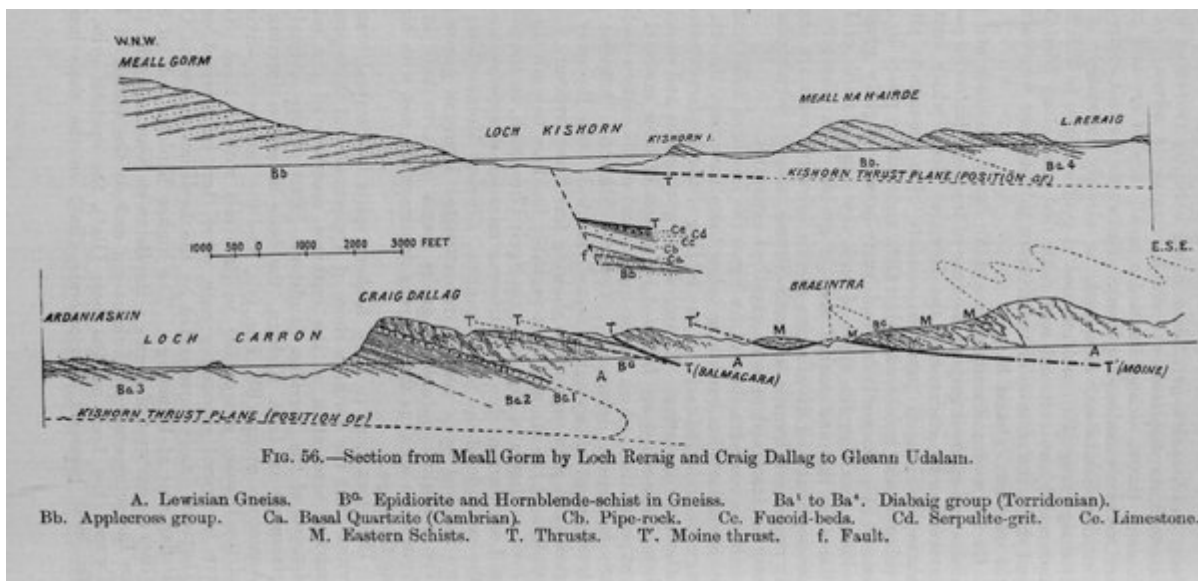 W.N.W.
MEALL GORM
LOCH KISHORN
KISHORN I.
MEALL NA H-AIRDE
L. RERAIG
Bb
Bb.
Ba.4
T
KISHORN THRUST PLANE (POSITION OF)
T
Ce
Cd
Cc
Cb
Ca
f
Bb
1000 500 0 1000 2000 3000 FEET
E.S.E.
ARDANIASKIN
LOCH CARRON
CRAIG DALLAG
BRAEINTRA
T T T T' M M BG M M
Ba.3
Ba.2
Ba.1
A
BG
T (BALMACARA)
A
T' (MOINE)
A
KISHORN THRUST PLANE (POSITION OF)
FIG. 56.—Section from Meall Gorm by Loch Reraig and Craig Dallag to Gleann Udalain.
A. Lewisian Gneiss. BG. Epidiorite and Hornblende-schist in Gneiss. Ba¹ to Ba⁴. Diabaig group (Torridonian).
Bb. Applecross group. Ca. Basal Quartzite (Cambrian). Cb. Pipe-rock. Cc. Fucoid-beds. Cd. Serpulite-grit. Ce. Limestone.
M. Eastern Schists. T. Thrusts. T'. Moine thrust. f. Fault.